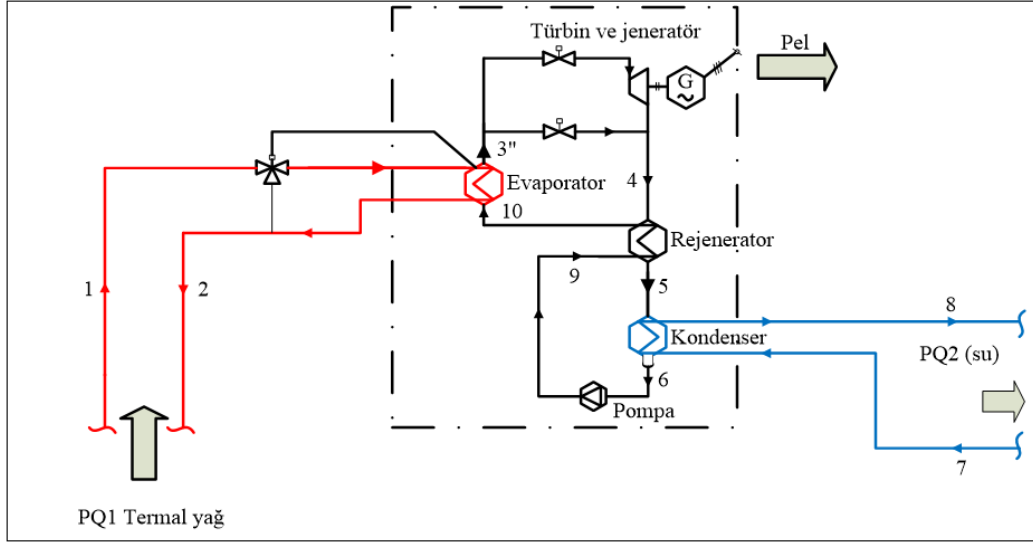 Türbin ve jeneratör
Pel
G
3"
Evaporator
4
10
Rejenerator
9
5
1
2
8
Kondenser
PQ2 (su)
6
Pompa
7
PQ1 Termal yağ